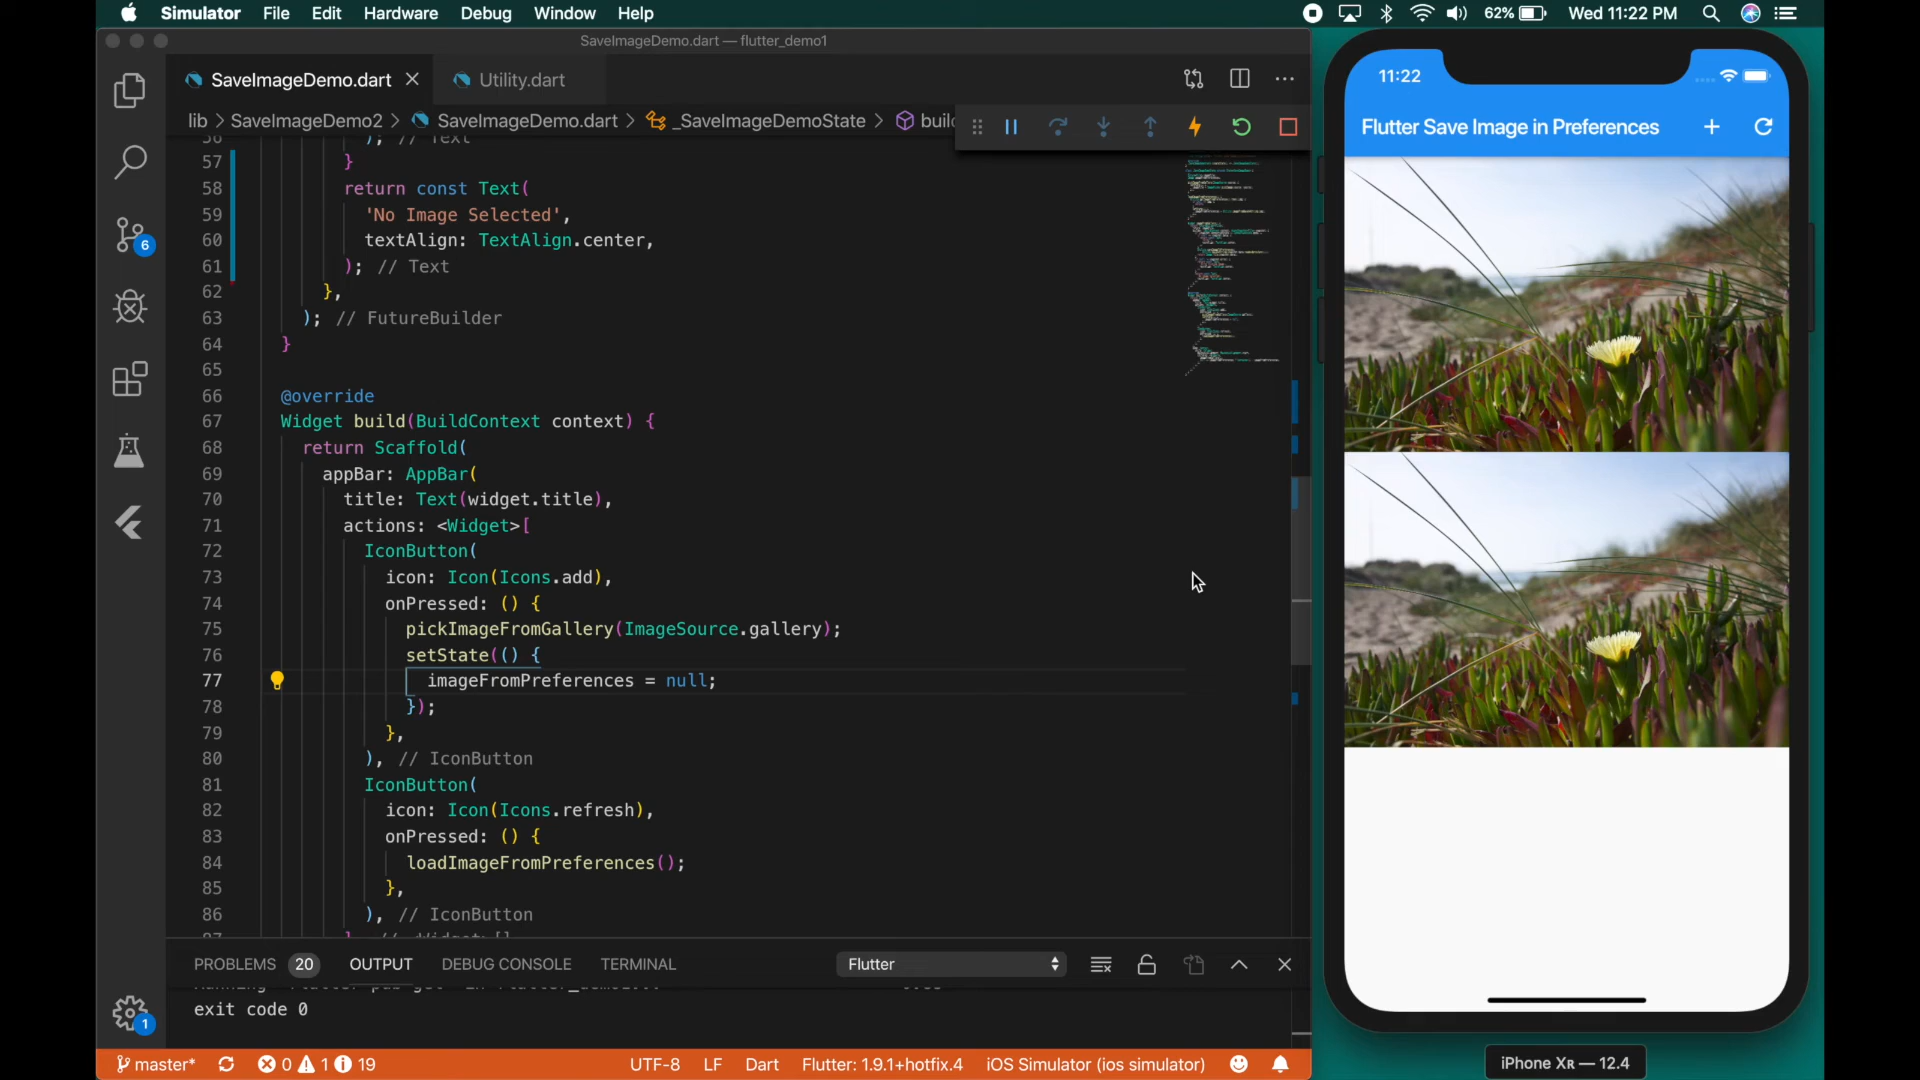 Simulator File Edit Hardware Debug Window Help 62% Wed 11:22 PM
SaveImageDemo.dart — flutter_demo1
SaveImageDemo.dart Utility.dart
lib > SaveImageDemo2 > SaveImageDemo.dart > _SaveImageDemoState >
56 ); // Text
57 }
58 return const Text(
59 'No Image Selected',
60 textAlign: TextAlign.center,
61 ); // Text
62 },
63 ); // FutureBuilder
64 }
65
66 @override
67 Widget build(BuildContext context) {
68 return Scaffold(
69 appBar: AppBar(
70 title: Text(widget.title),
71 actions: <Widget>[
72 IconButton(
73 icon: Icon(Icons.add),
74 onPressed: () {
75 pickImageFromGallery(ImageSource.gallery);
76 setState(() {
77 imageFromPreferences = null;
78 });
79 },
80 ), // IconButton
81 IconButton(
82 icon: Icon(Icons.refresh),
83 onPressed: () {
84 loadImageFromPreferences();
85 },
86 ), // IconButton
PROBLEMS 20 OUTPUT DEBUG CONSOLE TERMINAL Flutter
exit code 0
master* 0 1 19 UTF-8 LF Dart Flutter: 1.9.1+hotfix.4 iOS Simulator (ios simulator)
6
1
11:22
Flutter Save Image in Preferences
iPhone XR — 12.4